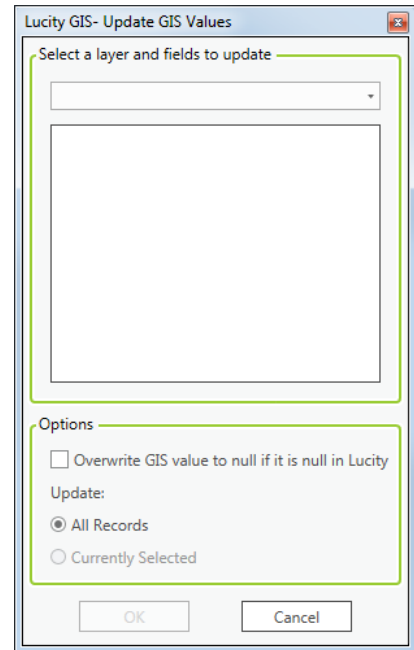 Lucity GIS- Update GIS Values
Select a layer and fields to update
Options
Overwrite GIS value to null if it is null in Lucity
Update:
All Records
Currently Selected
OK
Cancel